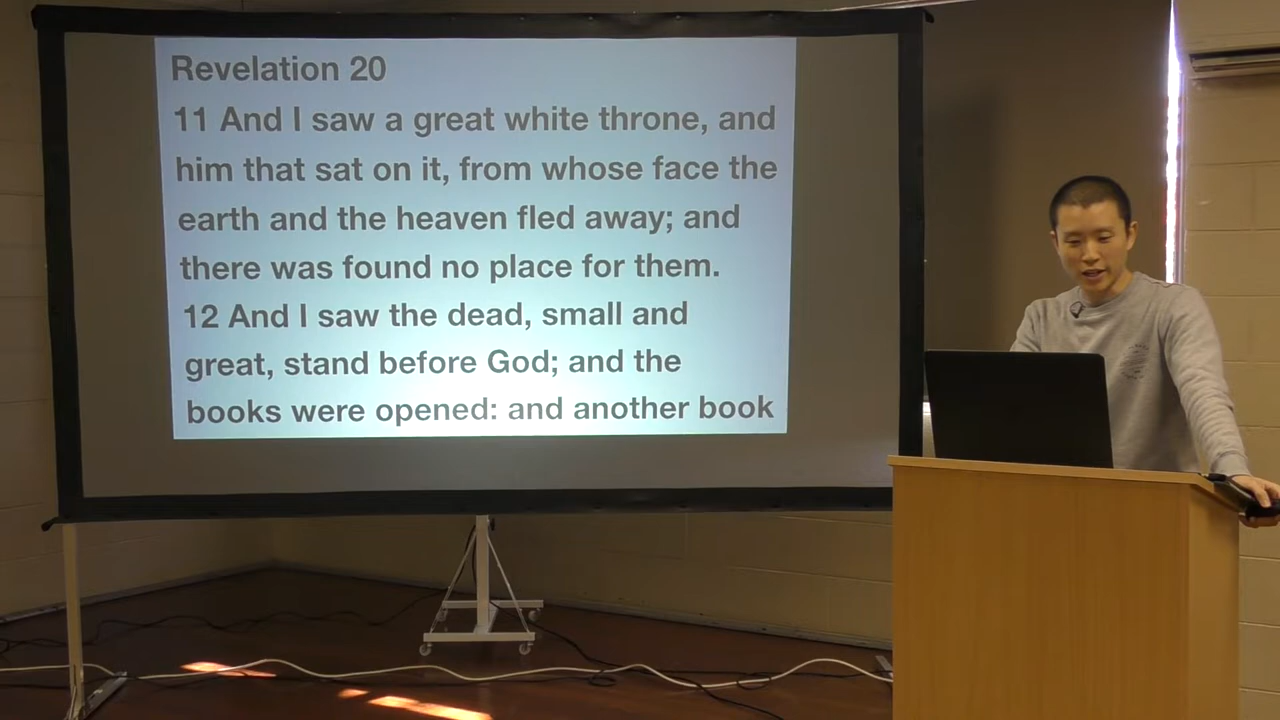 Revelation 20
11 And I saw a great white throne, and
him that sat on it, from whose face the
earth and the heaven fled away; and
there was found no place for them.
12 And I saw the dead, small and
great, stand before God; and the
books were opened: and another book